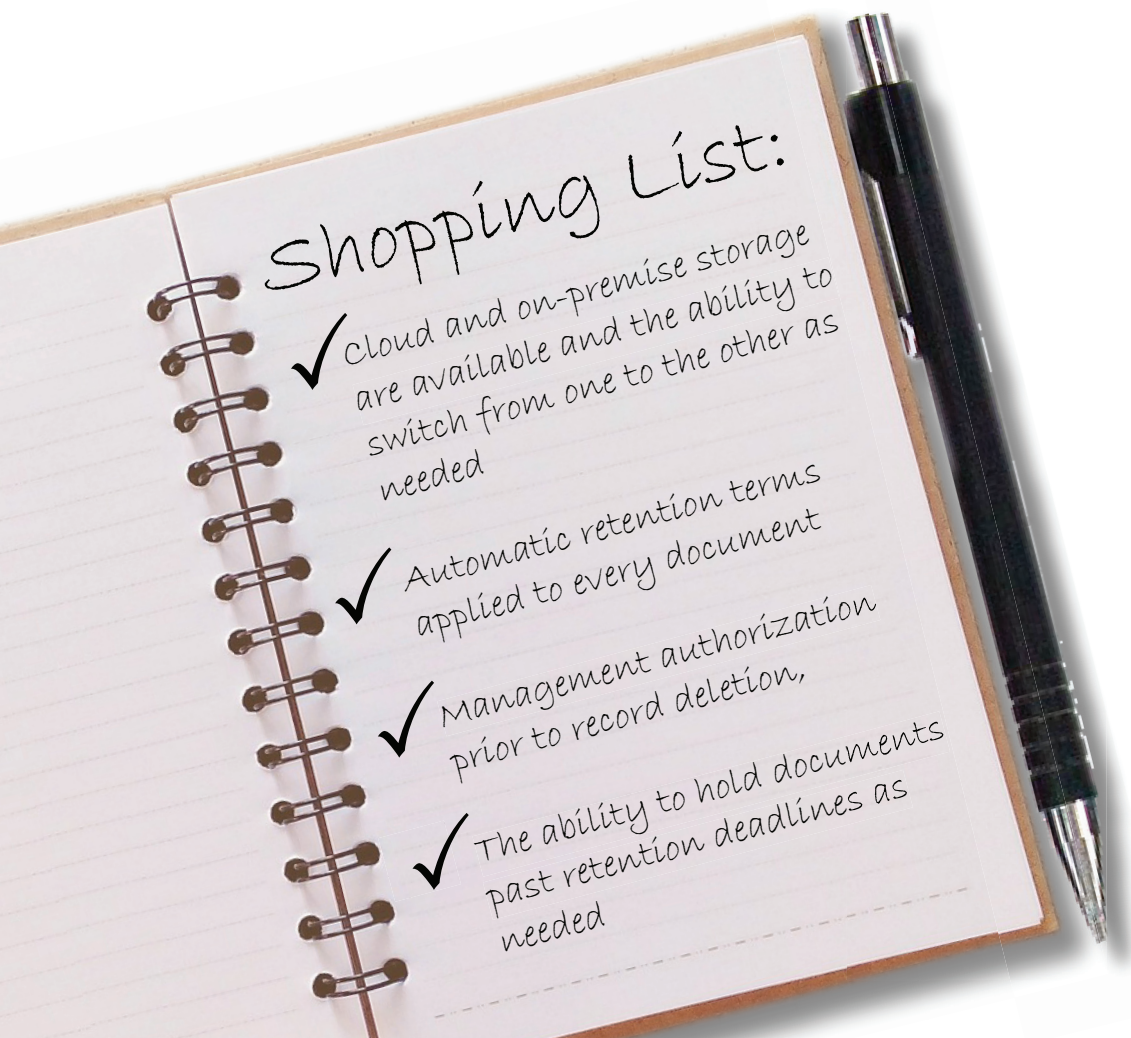 Shopping List:
✓ Cloud and on-premise storage
are available and the ability to
switch from one to the other as
needed
✓ Automatic retention terms
applied to every document
✓ Management authorization
prior to record deletion,
✓ The ability to hold documents
past retention deadlines as
needed